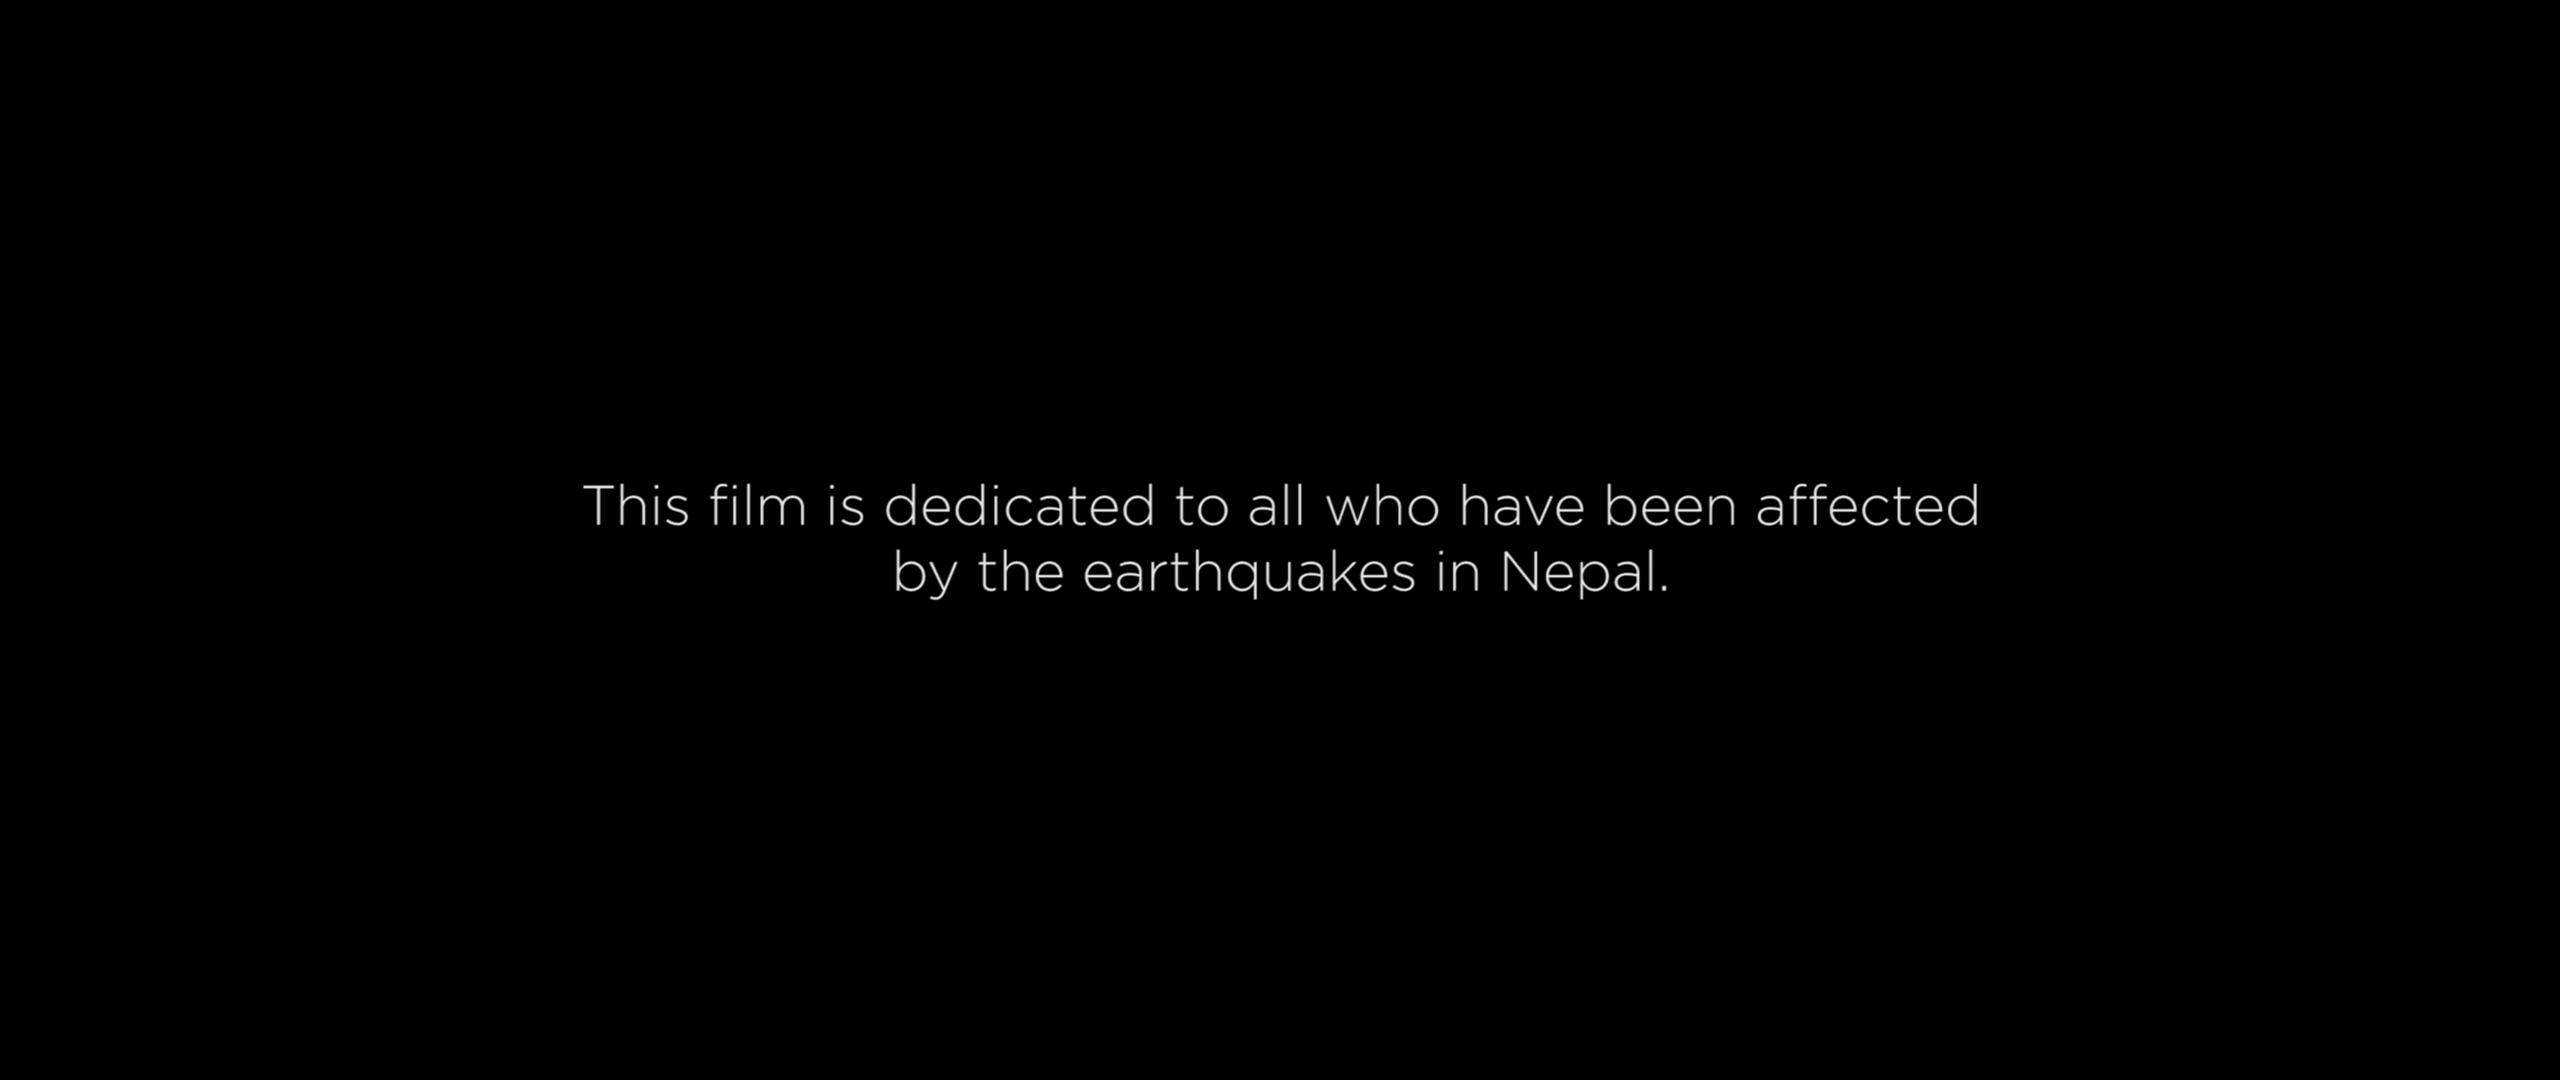 This film is dedicated to all who have been affected
by the earthquakes in Nepal.